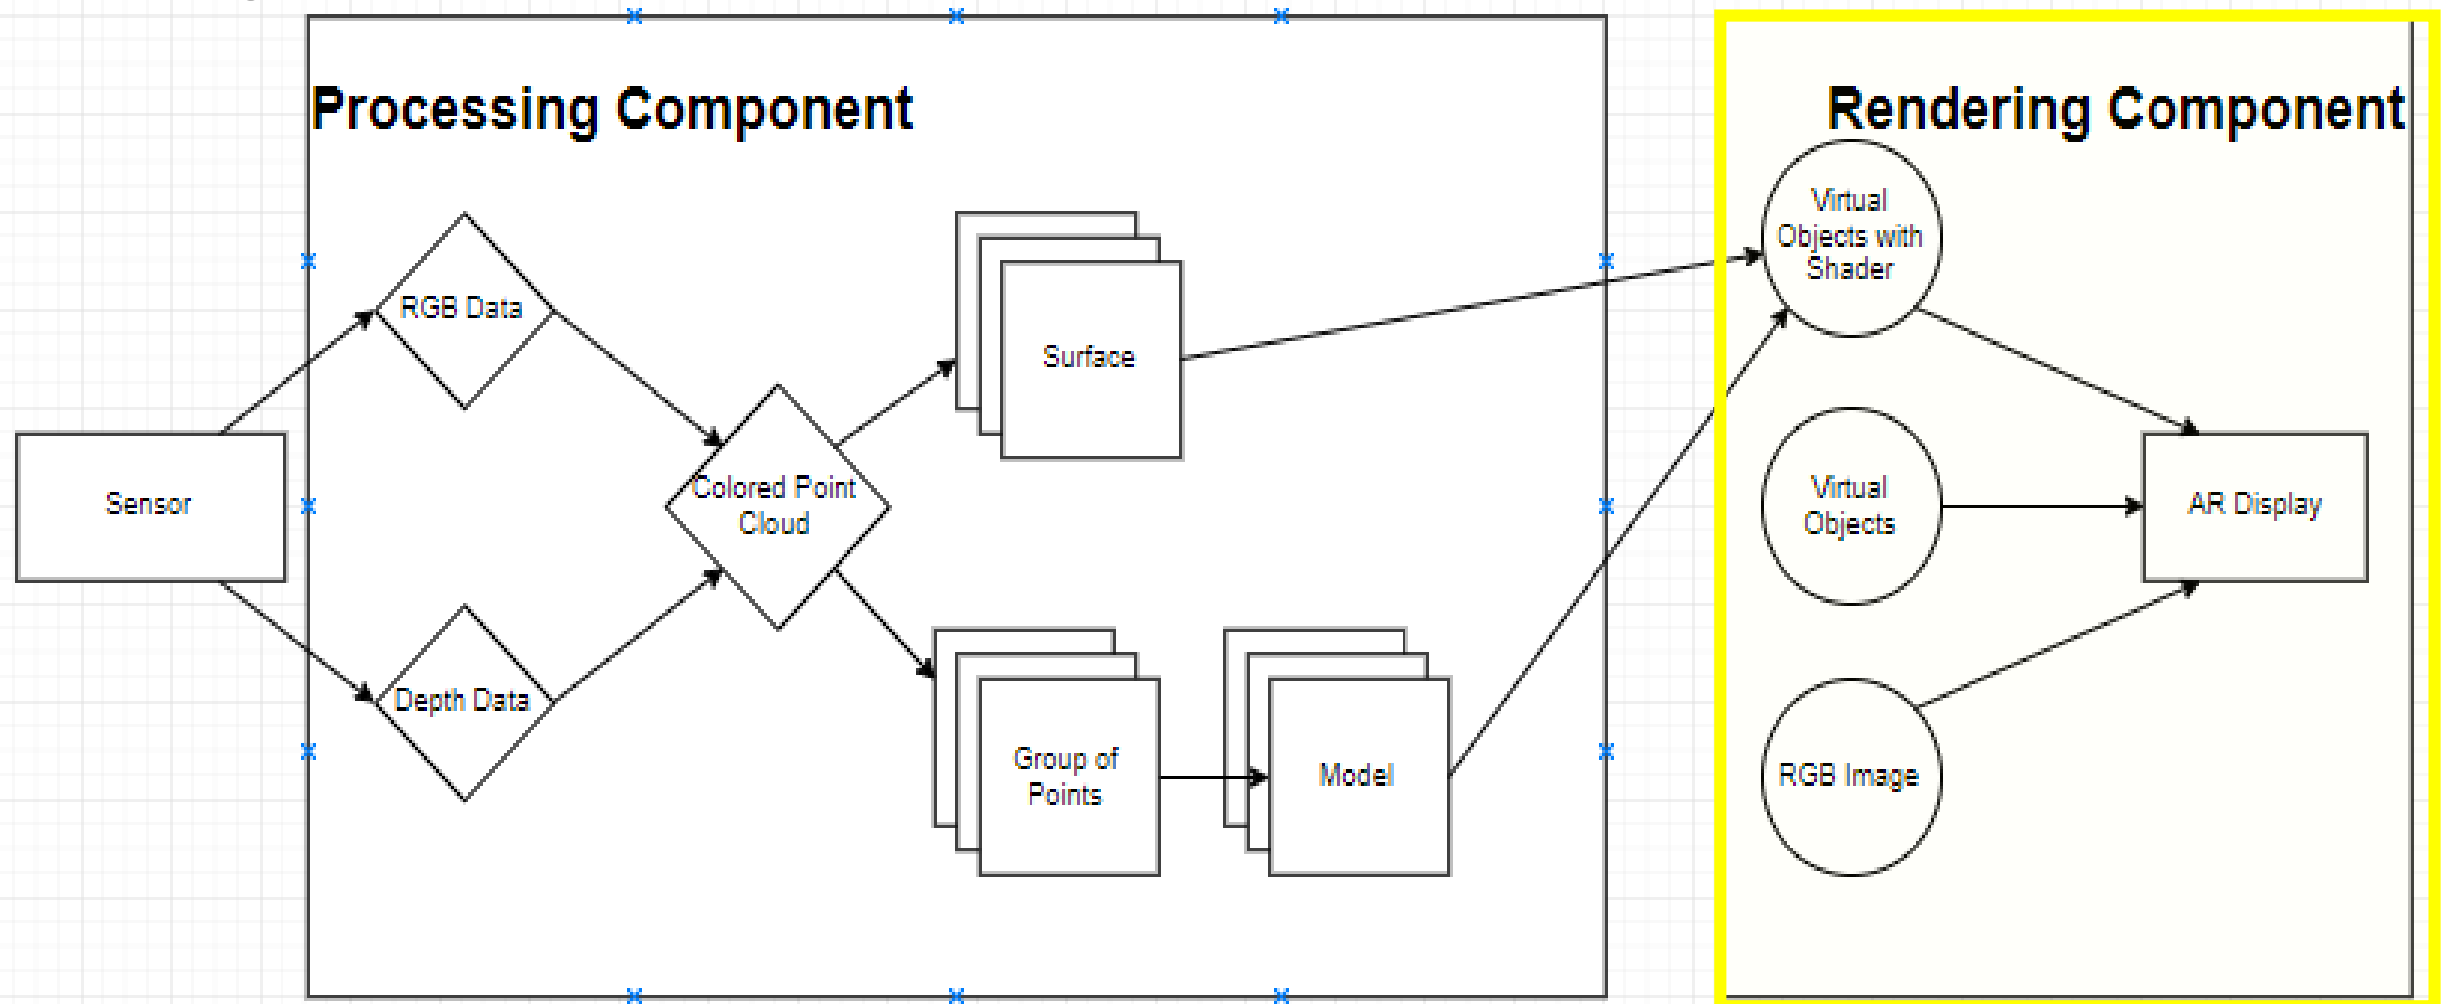 Processing Component
Rendering Component
Virtual
Objects with
Shader
RGB Data
Surface
Sensor
Colored Point
Cloud
Virtual
Objects
AR Display
Depth Data
Group of
Points
Model
RGB Image